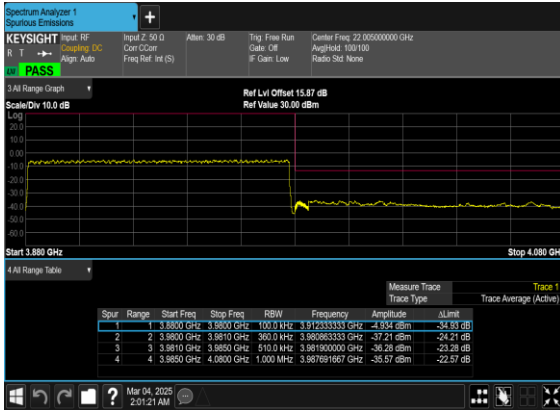 Spectrum Analyzer 1
Spurious Emissions
+
KEYSIGHT
R T
Input: RF
Coupling: DC
Align: Auto
Input Z: 50 Ω
Corr CCorr
Freq Ref: Int (S)
Atten: 30 dB
Trig: Free Run
Gate: Off
IF Gain: Low
Center Freq: 22.005000000 GHz
Avg|Hold: 100/100
Radio Std: None
PASS
3 All Range Graph
Scale/Div 10.0 dB
Ref Lvl Offset 15.87 dB
Ref Value 30.00 dBm
Log
20.0
10.0
0.00
-10.0
-20.0
-30.0
-40.0
-50.0
-60.0
Start 3.880 GHz
Stop 4.080 GH
4 All Range Table
Measure Trace Trace 1
Trace Type Trace Average (Active)
Spur Range Start Freq Stop Freq RBW Frequency Amplitude ΔLimit
1 1 3.8800 GHz 3.9800 GHz 100.0 kHz 3.912333333 GHz -4.934 dBm -34.93 dB
2 2 3.9800 GHz 3.9810 GHz 360.0 kHz 3.980863333 GHz -37.21 dBm -24.21 dB
3 3 3.9810 GHz 3.9850 GHz 510.0 kHz 3.981900000 GHz -36.28 dBm -23.28 dB
4 4 3.9850 GHz 4.0800 GHz 1.000 MHz 3.987691667 GHz -35.57 dBm -22.57 dB
?
Mar 04, 2025
2:01:21 AM